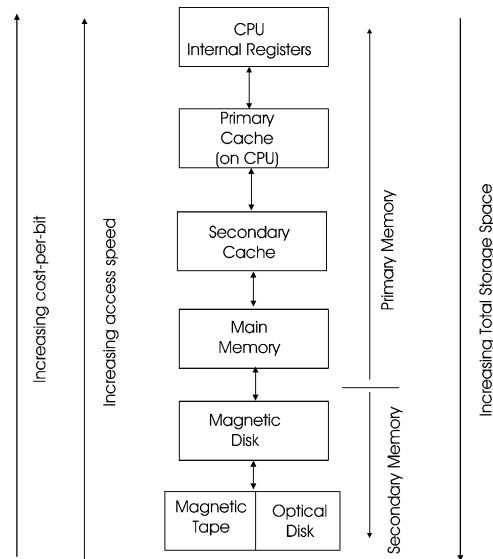 CPU
Internal Registers
Primary
Cache
(on CPU)
Secondary
Cache
Main
Memory
Magnetic
Disk
Magnetic
Tape
Optical
Disk
Increasing cost-per-bit
Increasing access speed
Primary Memory
Secondary Memory
Increasing Total Storage Space